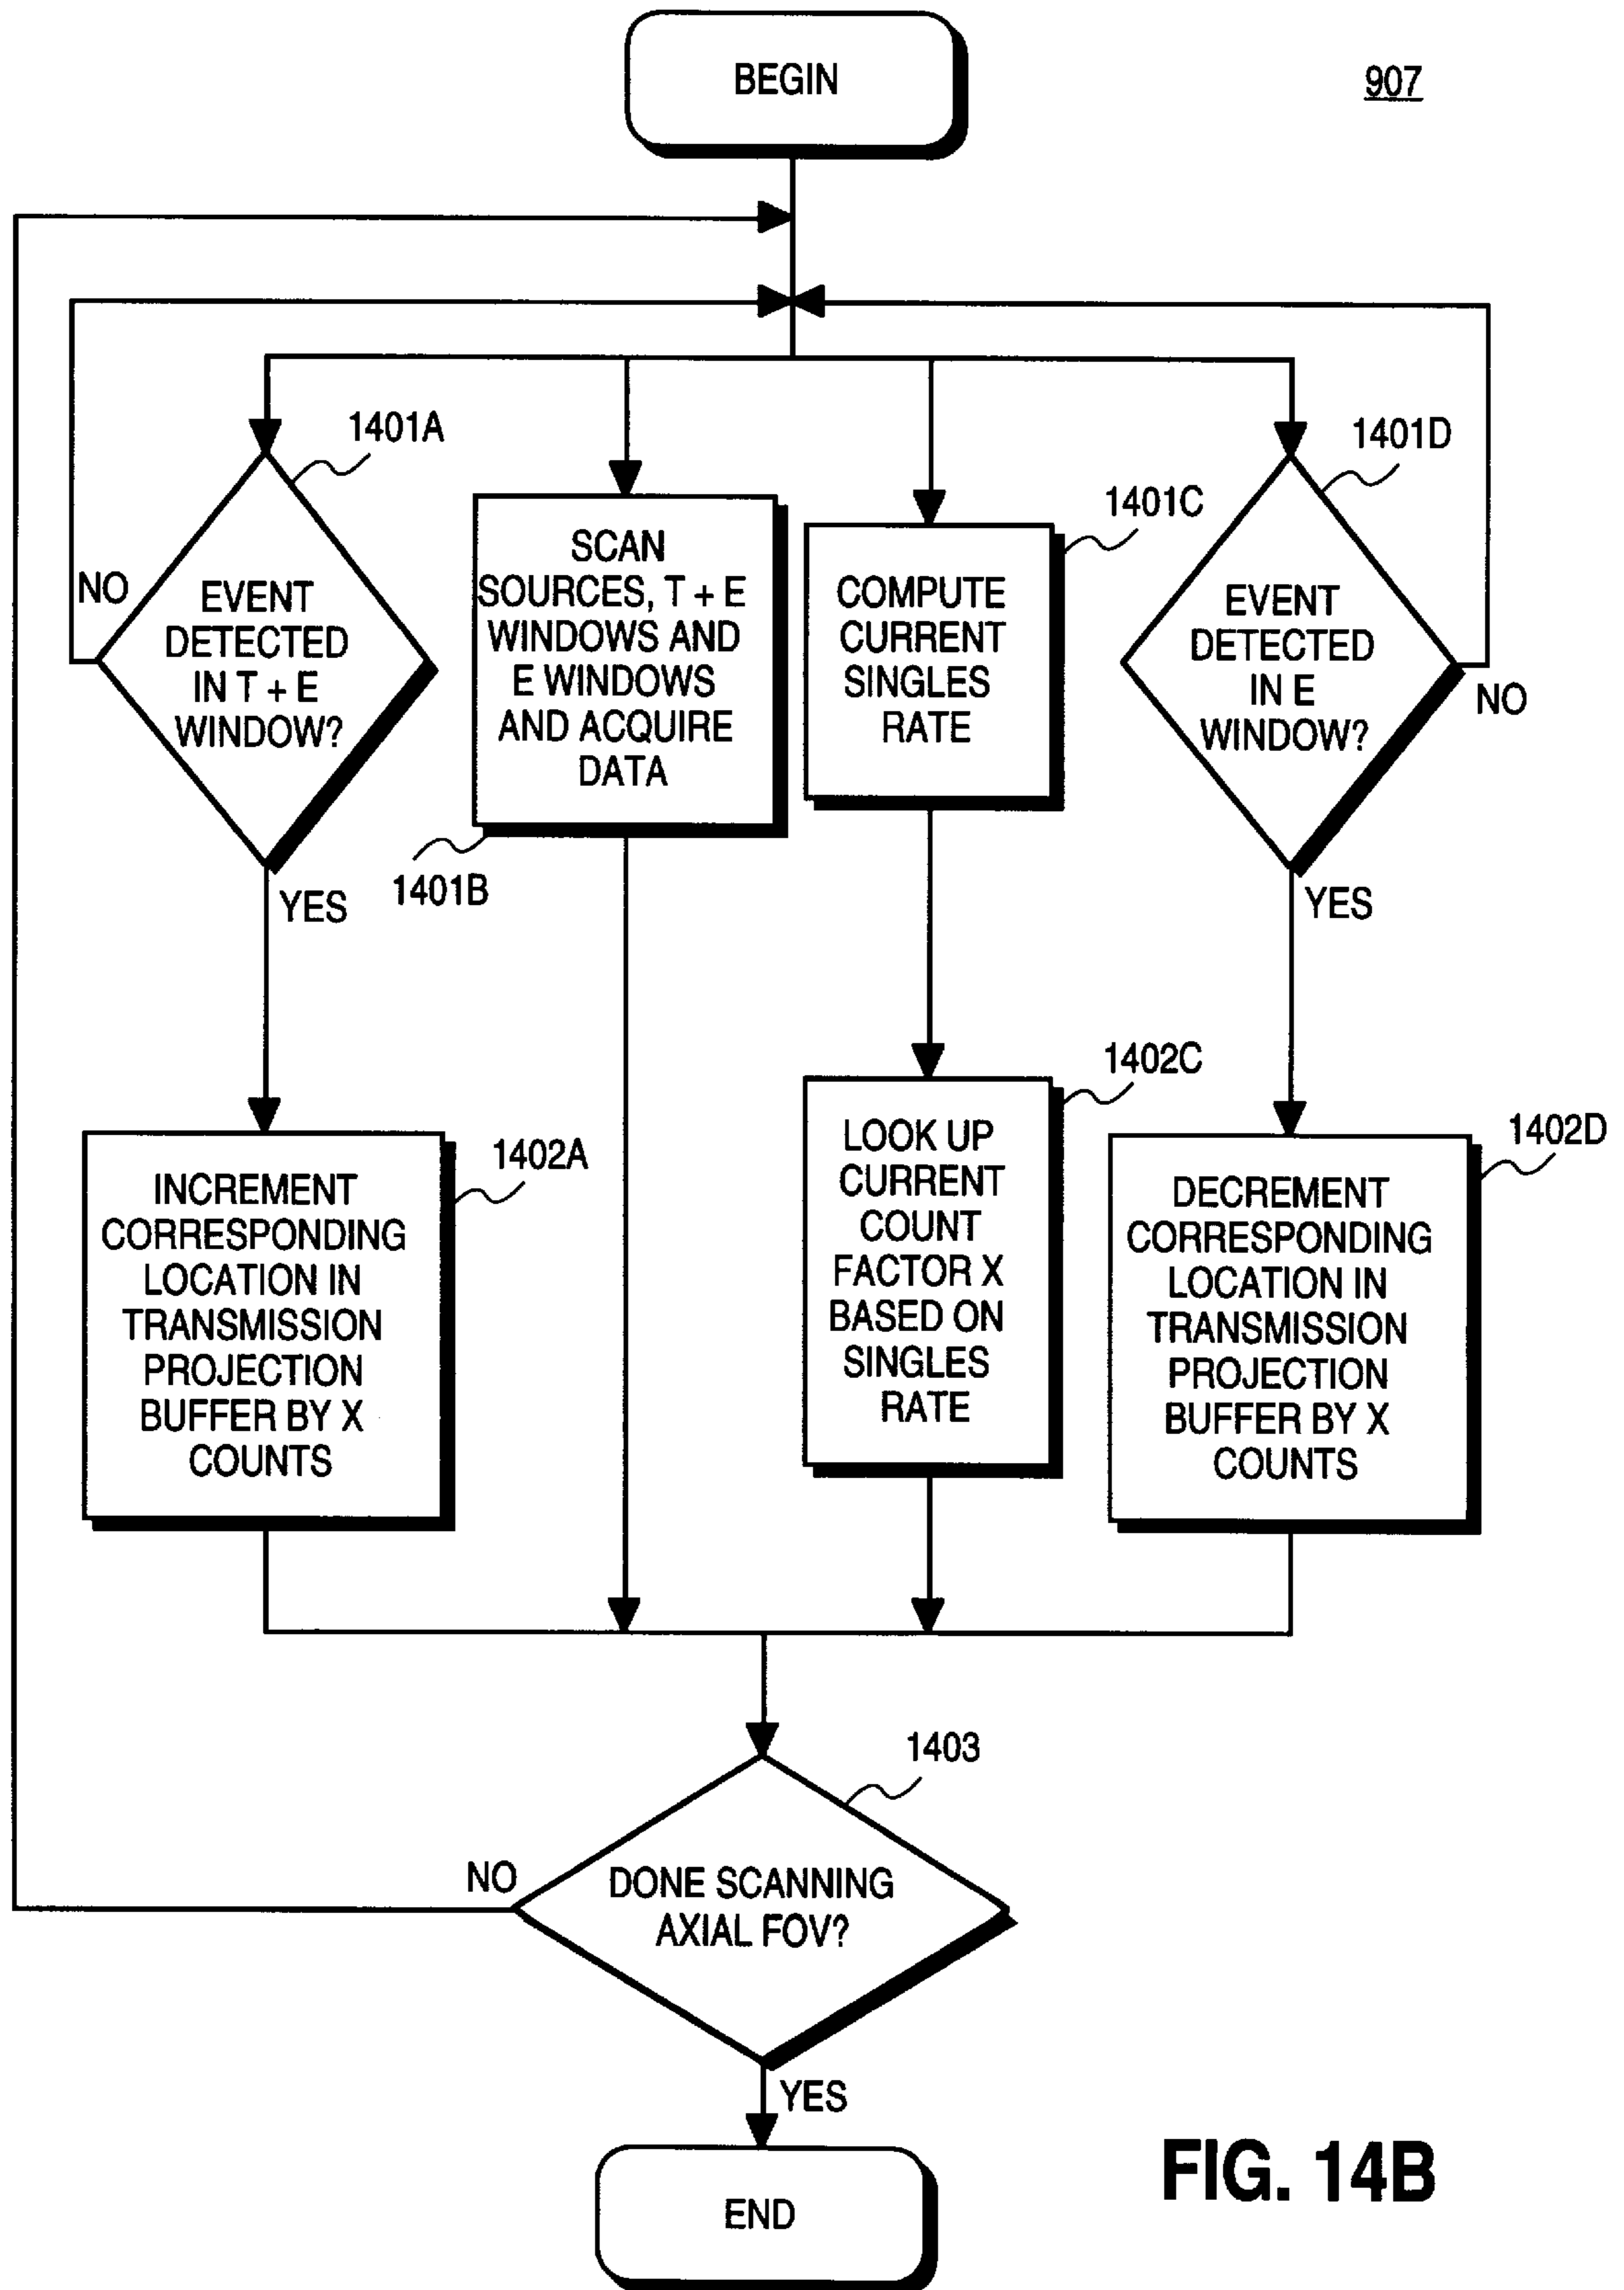 BEGIN
907
1401A
NO
EVENT
DETECTED
IN T + E
WINDOW?
YES
SCAN
SOURCES, T + E
WINDOWS AND
E WINDOWS
AND ACQUIRE
DATA
1401B
1401C
COMPUTE
CURRENT
SINGLES
RATE
1401D
EVENT
DETECTED
IN E
WINDOW?
NO
YES
1402A
INCREMENT
CORRESPONDING
LOCATION IN
TRANSMISSION
PROJECTION
BUFFER BY X
COUNTS
1402C
LOOK UP
CURRENT
COUNT
FACTOR X
BASED ON
SINGLES
RATE
1402D
DECREMENT
CORRESPONDING
LOCATION IN
TRANSMISSION
PROJECTION
BUFFER BY X
COUNTS
1403
NO
DONE SCANNING
AXIAL FOV?
YES
END
FIG. 14B